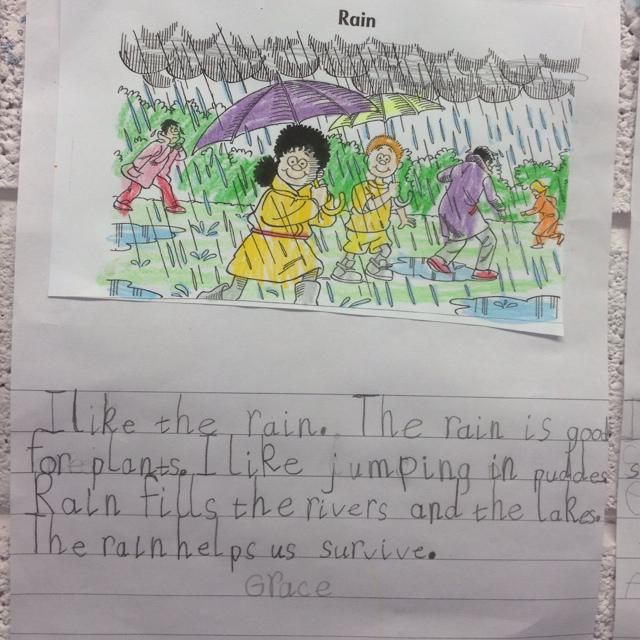 Rain
I like the rain. The rain is good
for plants. I like jumping in puddes
Rain fills the rivers and the lakes.
The rain helps us survive.
Grace